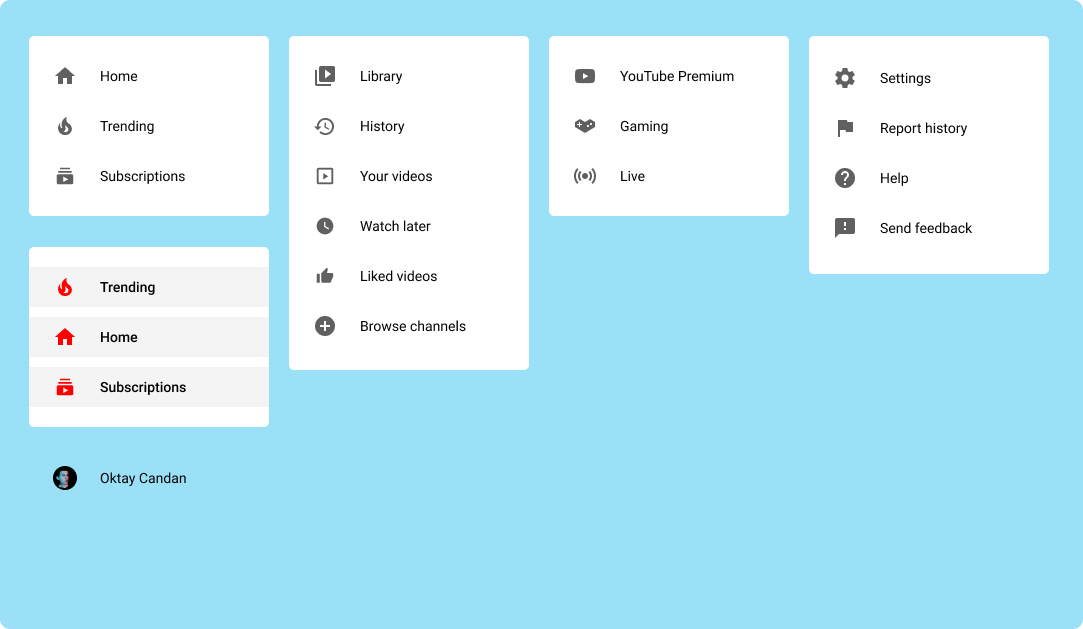 Home
Trending
Subscriptions
Trending
Home
Subscriptions
Oktay Candan
Library
History
Your videos
Watch later
Liked videos
Browse channels
YouTube Premium
Gaming
Live
Settings
Report history
Help
Send feedback